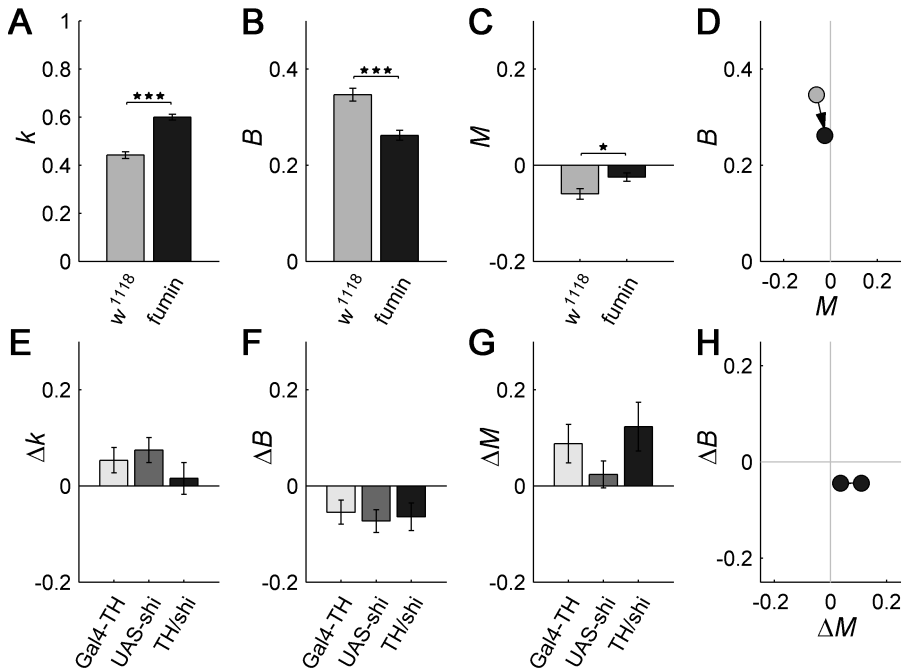 A
k
1
0.8
0.6
0.4
0.2
0
★★★
w1118
fumin
B
B
0.4
0.2
0
★★★
w1118
fumin
C
M
0.2
0
-0.2
★
w1118
fumin
D
B
0.4
0.2
0
-0.2 0 0.2
M
E
Δk
0.2
0
-0.2
Gal4-TH
UAS-shi
TH/shi
F
ΔB
0.2
0
-0.2
Gal4-TH
UAS-shi
TH/shi
G
ΔM
0.2
0
-0.2
Gal4-TH
UAS-shi
TH/shi
H
ΔB
0.2
0
-0.2
-0.2 0 0.2
ΔM